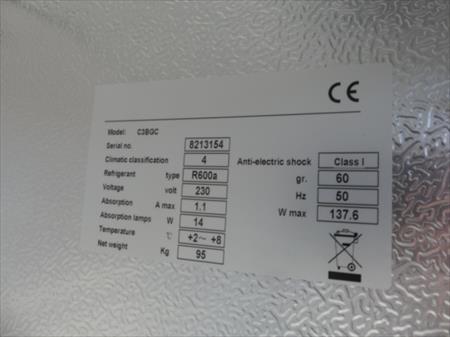 CE
Model: C3BGC
Serial no. 8213154
Climatic classification 4 Anti-electric shock Class I
Refrigerant type R600a gr. 60
Voltage volt 230 Hz 50
Absorption A max 1.1 W max 137.6
Absorption lamps W 14
Temperature ℃ +2~ +8
Net weight Kg 95